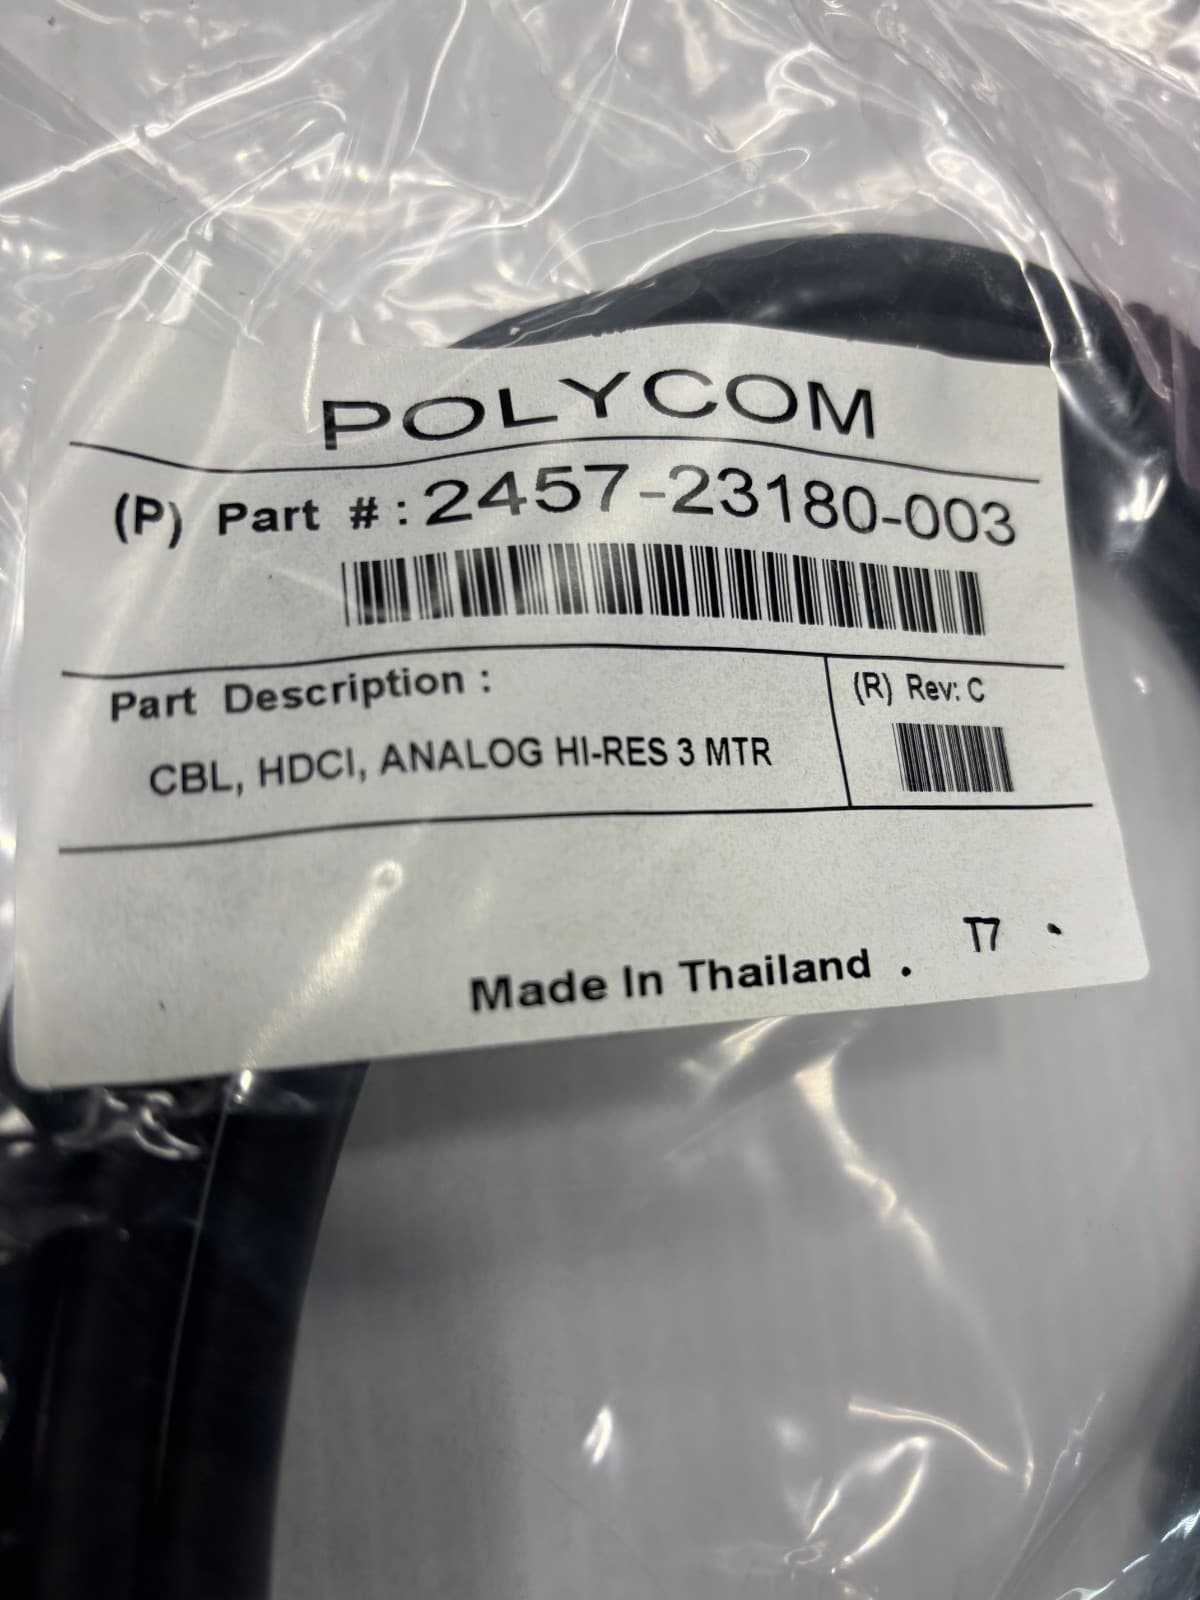 POLYCOM
(P) Part #: 2457-23180-003
Part Description :
(R) Rev: C
CBL, HDCI, ANALOG HI-RES 3 MTR
T7
Made In Thailand .